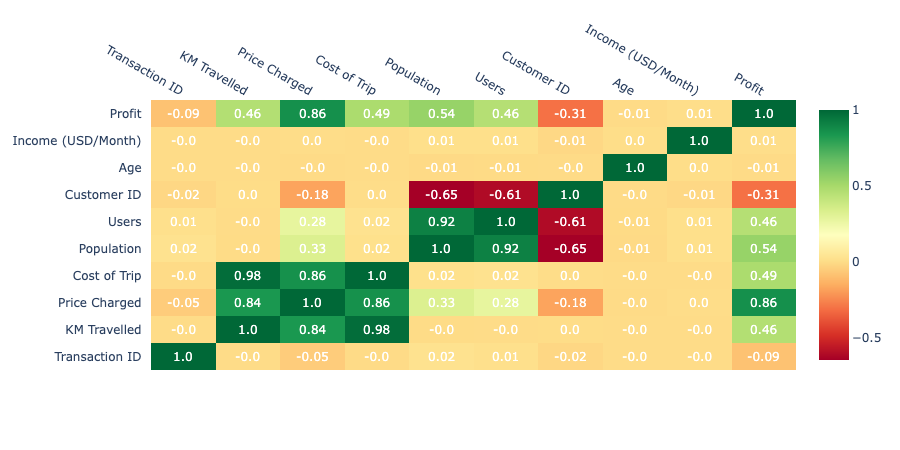 Transaction ID KM Travelled Price Charged Cost of Trip Population Users Customer ID Age Income (USD/Month) Profit
Profit -0.09 0.46 0.86 0.49 0.54 0.46 -0.31 -0.01 0.01 1.0
Income (USD/Month) -0.0 -0.0 0.0 -0.0 0.01 0.01 -0.01 0.0 1.0 0.01
Age -0.0 -0.0 -0.0 -0.0 -0.01 -0.01 -0.0 1.0 0.0 -0.01
Customer ID -0.02 0.0 -0.18 0.0 -0.65 -0.61 1.0 -0.0 -0.01 -0.31
Users 0.01 -0.0 0.28 0.02 0.92 1.0 -0.61 -0.01 0.01 0.46
Population 0.02 -0.0 0.33 0.02 1.0 0.92 -0.65 -0.01 0.01 0.54
Cost of Trip -0.0 0.98 0.86 1.0 0.02 0.02 0.0 -0.0 -0.0 0.49
Price Charged -0.05 0.84 1.0 0.86 0.33 0.28 -0.18 -0.0 0.0 0.86
KM Travelled -0.0 1.0 0.84 0.98 -0.0 -0.0 0.0 -0.0 -0.0 0.46
Transaction ID 1.0 -0.0 -0.05 -0.0 0.02 0.01 -0.02 -0.0 -0.0 -0.09
1
0.5
0
−0.5